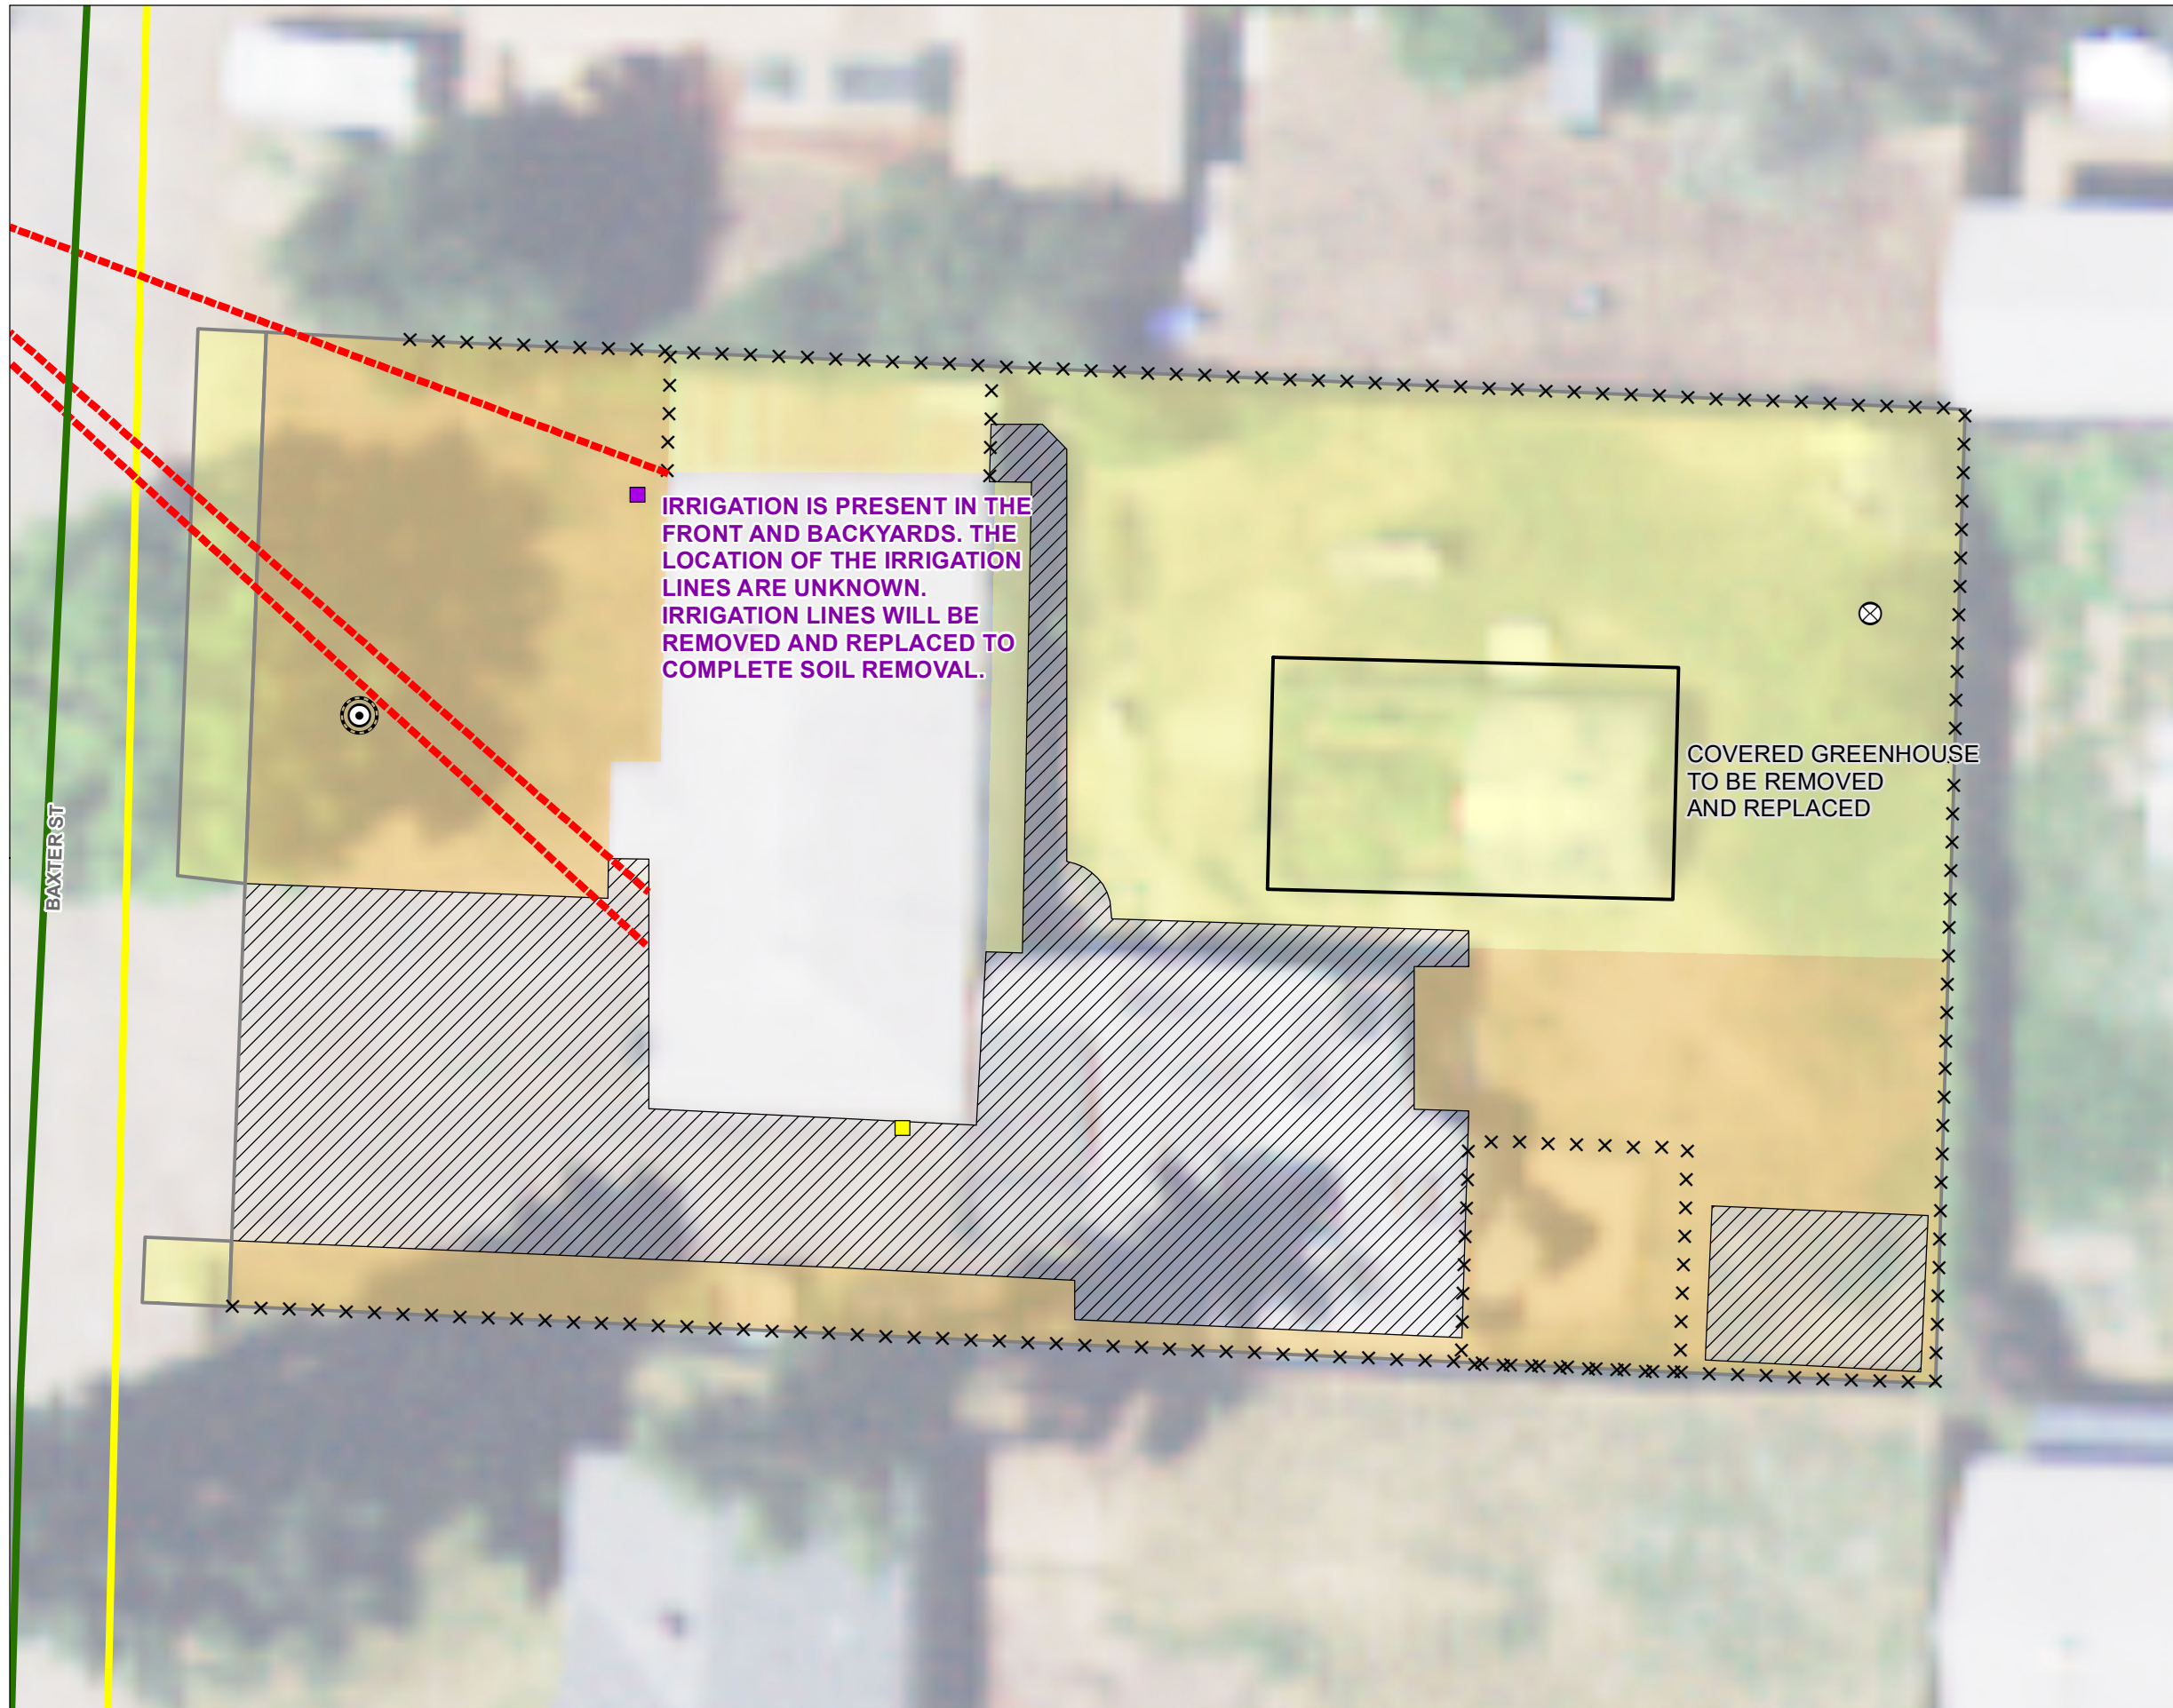 IRRIGATION IS PRESENT IN THE
FRONT AND BACKYARDS. THE
LOCATION OF THE IRRIGATION
LINES ARE UNKNOWN.
IRRIGATION LINES WILL BE
REMOVED AND REPLACED TO
COMPLETE SOIL REMOVAL.
COVERED GREENHOUSE
TO BE REMOVED
AND REPLACED
BAXTER ST